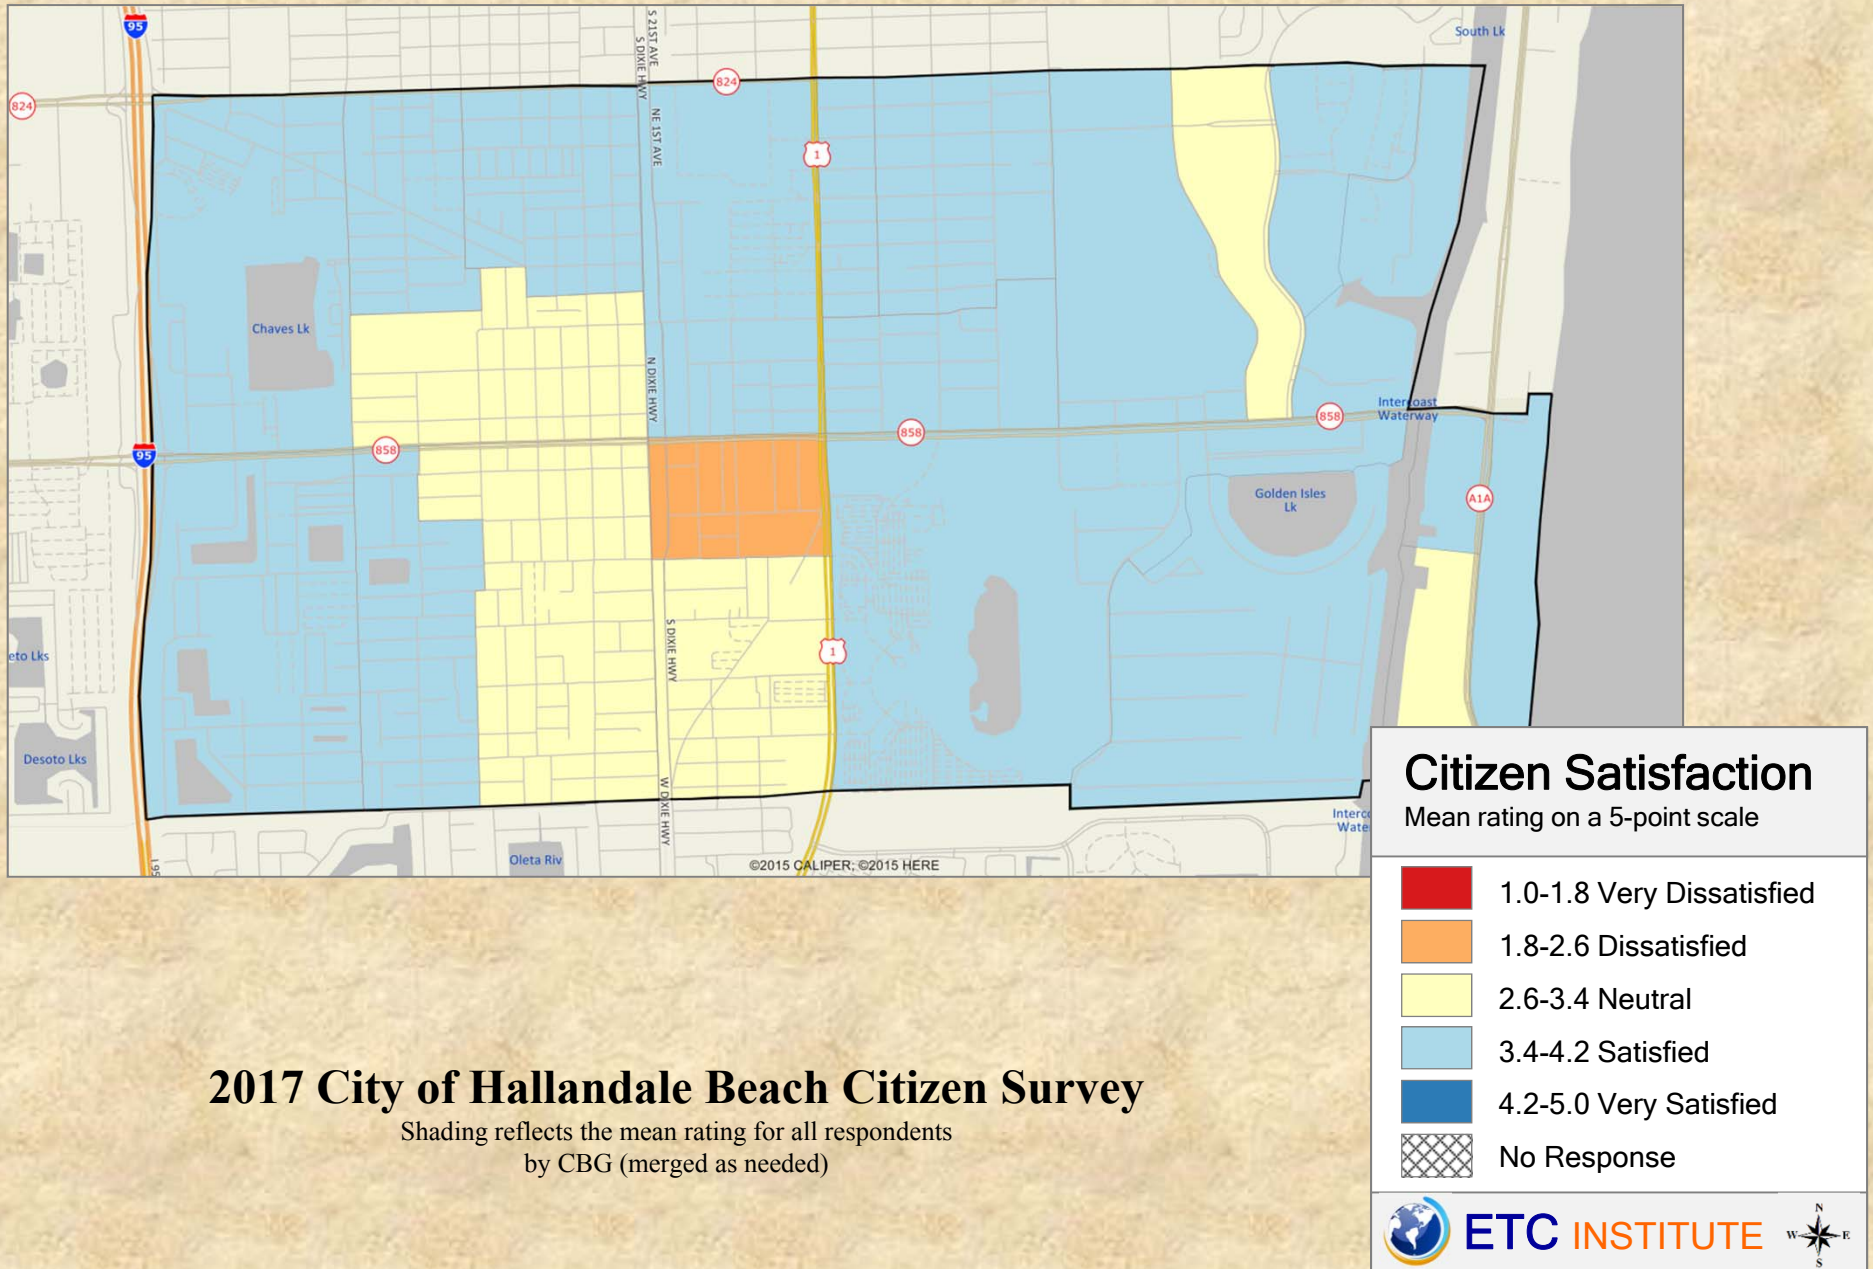 95
824
S 21ST AVE
S DIXIE HWY
824
South Lk
NE 1ST AVE
1
Chaves Lk
N DIXIE HWY
Intercoast
Waterway
858
858
858
95
Golden Isles
Lk
A1A
S DIXIE HWY
1
eto Lks
Desoto Lks
W DIXIE HWY
Interco
Wate
Oleta Riv
I 95
©2015 CALIPER; ©2015 HERE
Citizen Satisfaction
Mean rating on a 5-point scale
1.0-1.8 Very Dissatisfied
1.8-2.6 Dissatisfied
2.6-3.4 Neutral
3.4-4.2 Satisfied
4.2-5.0 Very Satisfied
No Response
2017 City of Hallandale Beach Citizen Survey
Shading reflects the mean rating for all respondents
by CBG (merged as needed)
ETC INSTITUTE
N
W E
S